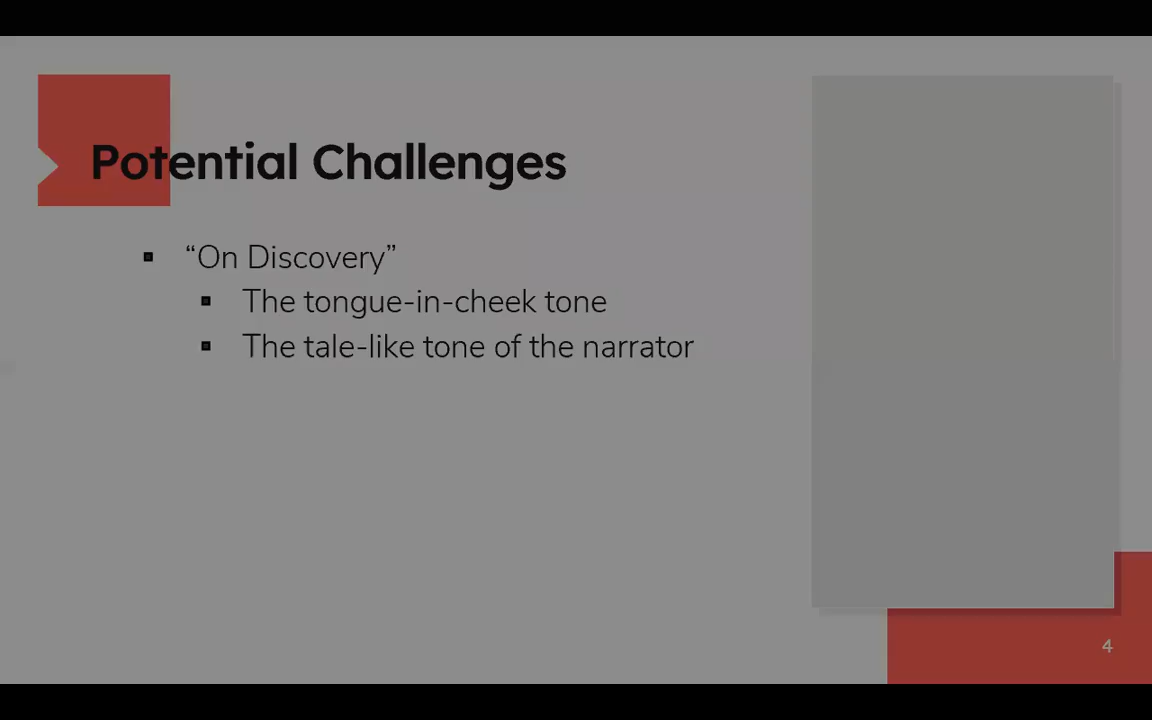 Potential Challenges
“On Discovery”
The tongue-in-cheek tone
The tale-like tone of the narrator
4